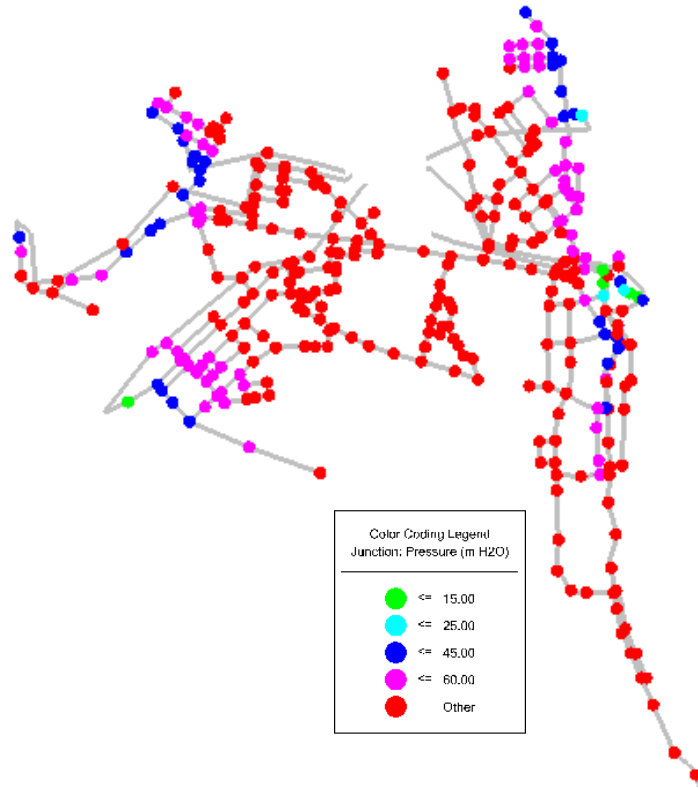 Color Coding Legend
Junction: Pressure (m H2O)
<= 15.00
<= 25.00
<= 45.00
<= 60.00
Other